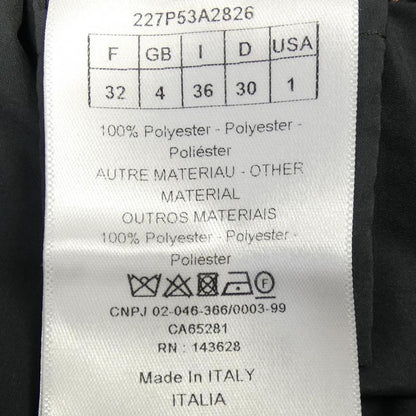 227P53A2826
F GB I D USA
32 4 36 30 1
100% Polyester - Polyester -
Poliéster
AUTRE MATERIAU - OTHER
MATERIAL
OUTROS MATERIAIS
100% Polyester - Polyester -
Poliester
F
CNPJ 02-046-366/0003-99
CA65281
RN : 143628
Made In ITALY
ITALIA